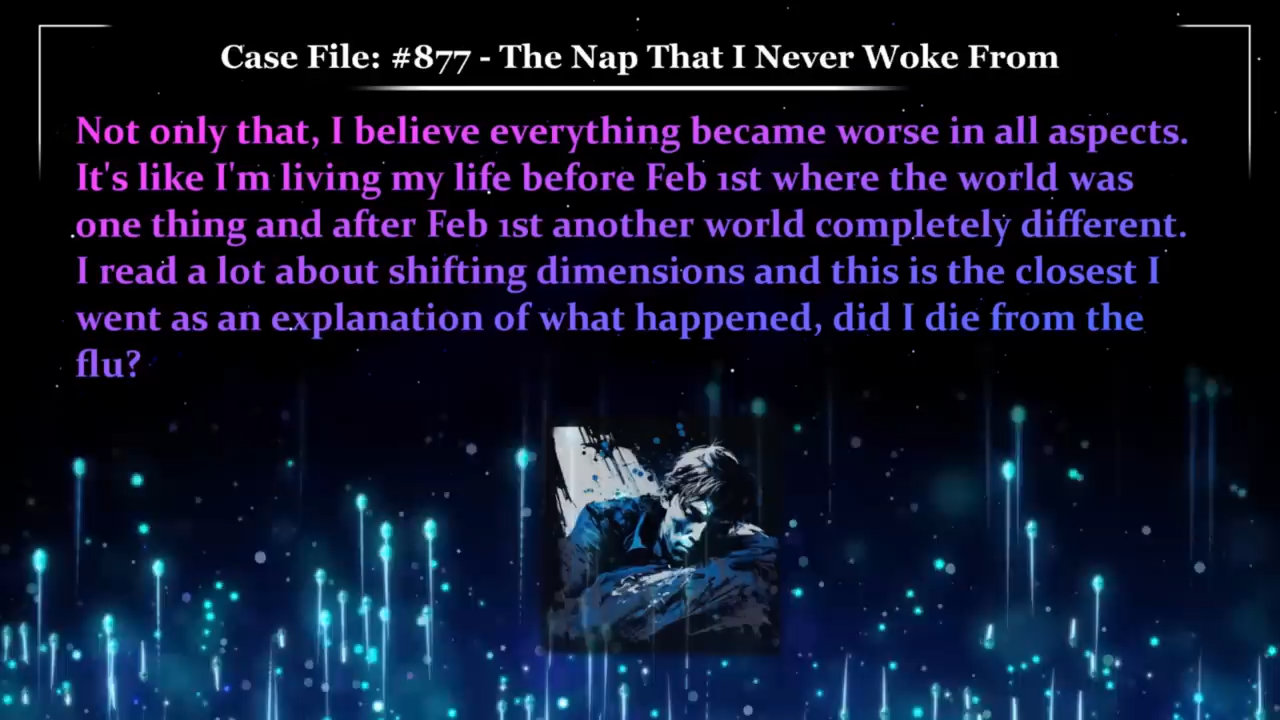 Case File: #877 - The Nap That I Never Woke From
Not only that, I believe everything became worse in all aspects.
It's like I'm living my life before Feb 1st where the world was
one thing and after Feb 1st another world completely different.
I read a lot about shifting dimensions and this is the closest I
went as an explanation of what happened, did I die from the
flu?